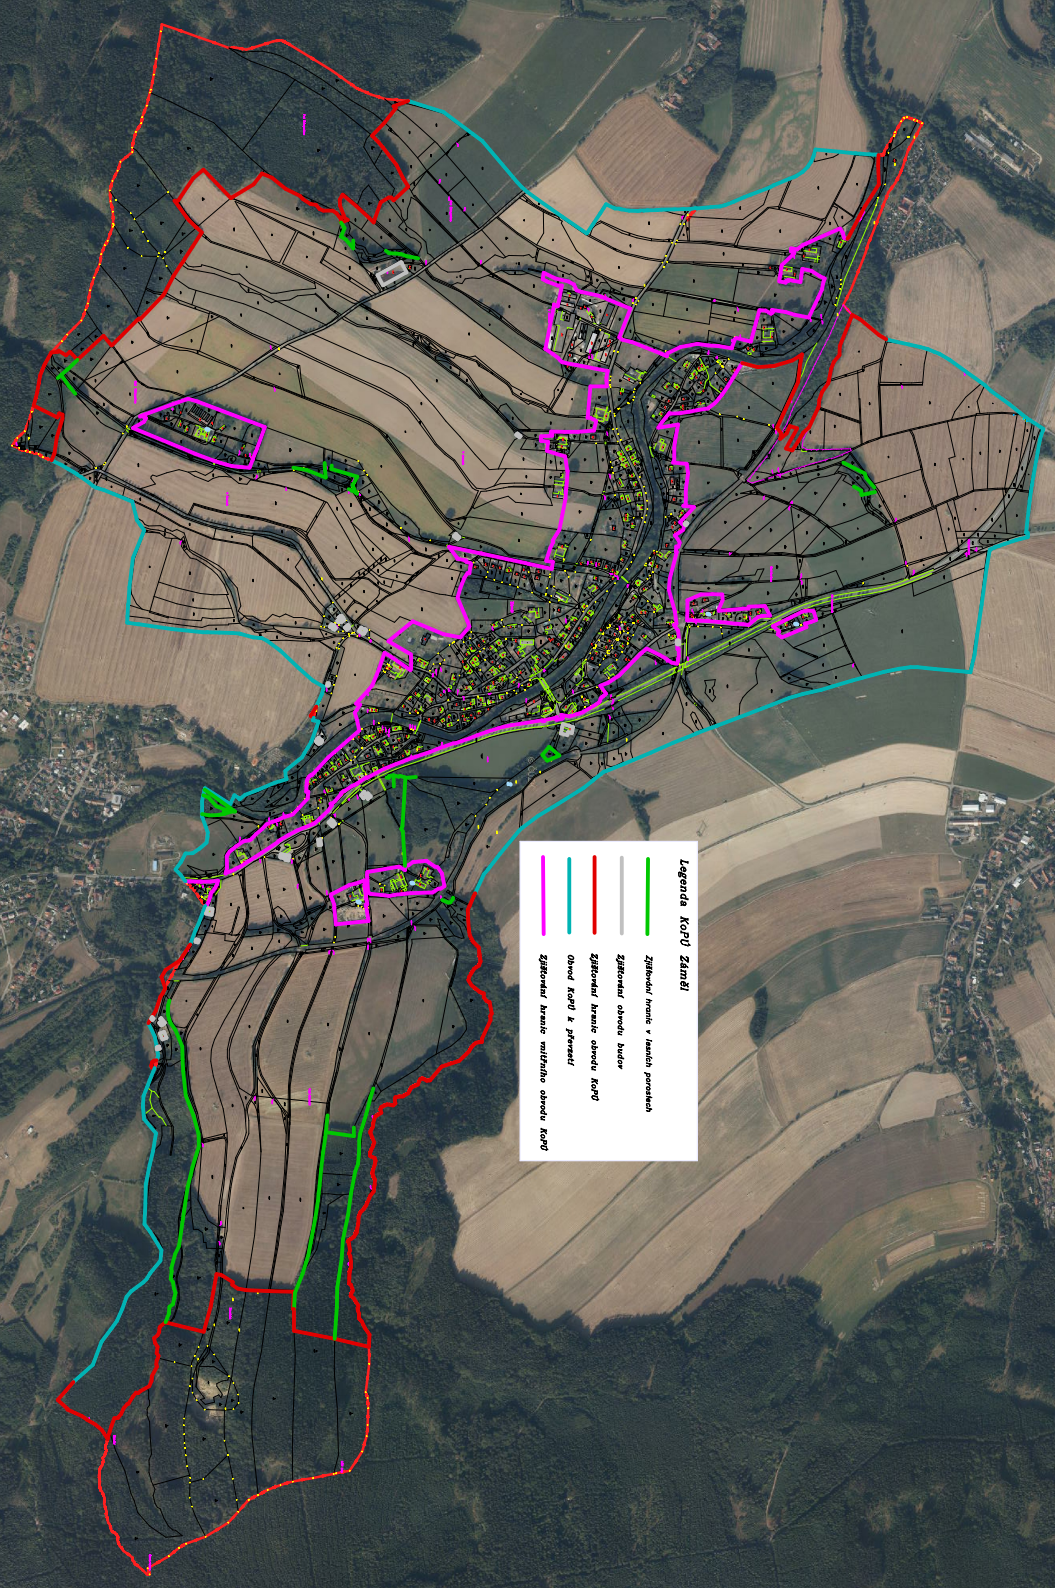 Legenda KoPÚ Záměl
Zjišťování hranic v lesních porostech
Zjišťování obvodu budov
Zjišťování hranic obvodu KoPÚ
Obvod KoPÚ k převzetí
Zjišťování hranic vnitřního obvodu KoPÚ